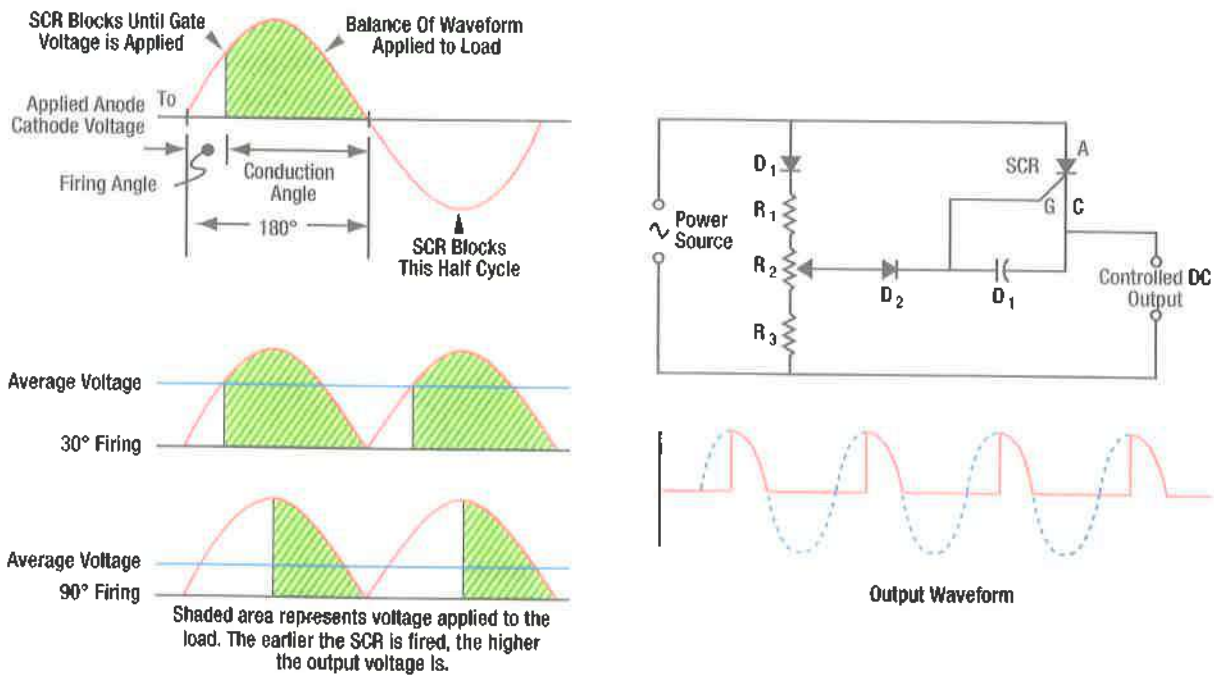 SCR Blocks Until Gate
Voltage is Applied
Balance Of Waveform
Applied to Load
Applied Anode To
Cathode Voltage
Firing Angle
Conduction
Angle
180°
SCR Blocks
This Half Cycle
Average Voltage
30° Firing
Average Voltage
90° Firing
Shaded area represents voltage applied to the
load. The earlier the SCR is fired, the higher
the output voltage is.
D1
R1
R2
R3
Power
Source
SCR
A
G
C
D2
D1
Controlled DC
Output
Output Waveform